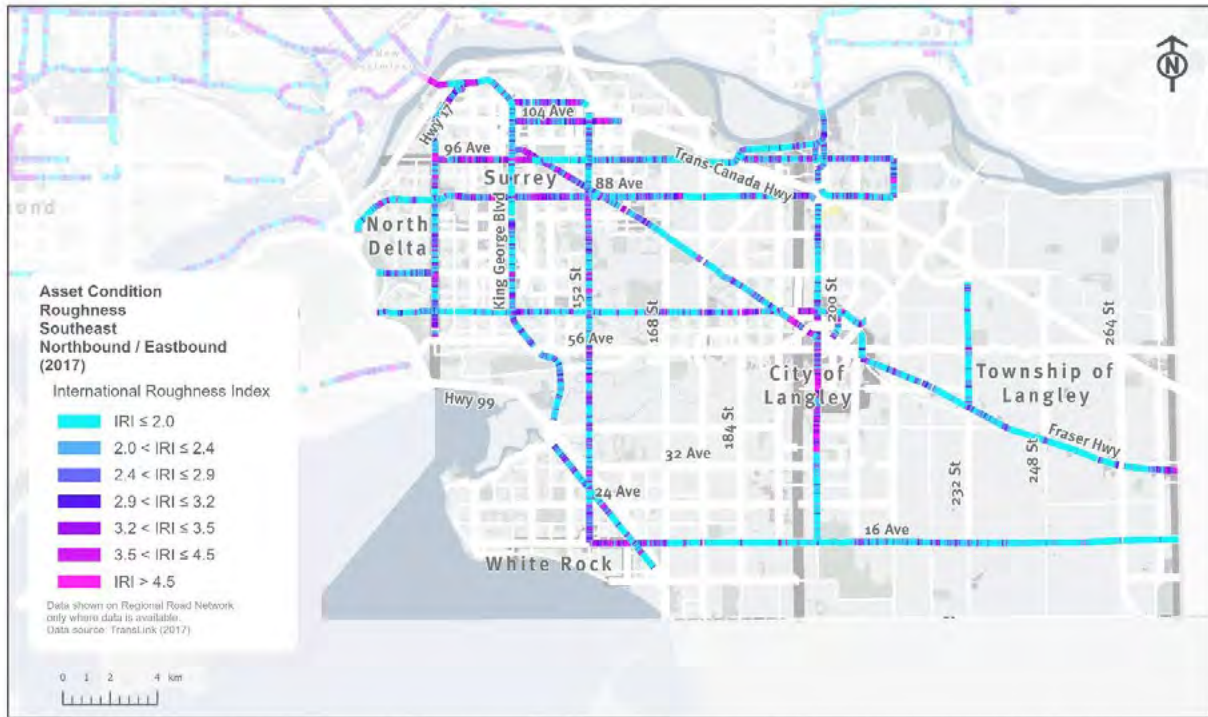 N
104 Ave
Hwy 17
96 Ave
Trans-Canada Hwy
Surrey
88 Ave
North
Delta
King George Blvd
152 St
168 St
200 St
264 St
56 Ave
City of
Langley
Township of
Langley
Hwy 99
184 St
Fraser Hwy
32 Ave
232 St
248 St
24 Ave
16 Ave
White Rock
mond
Asset Condition
Roughness
Southeast
Northbound / Eastbound
(2017)
International Roughness Index
IRI ≤ 2.0
2.0 < IRI ≤ 2.4
2.4 < IRI ≤ 2.9
2.9 < IRI ≤ 3.2
3.2 < IRI ≤ 3.5
3.5 < IRI ≤ 4.5
IRI > 4.5
Data shown on Regional Road Network
only where data is available.
Data source: TransLink (2017)
0 1 2 4 km